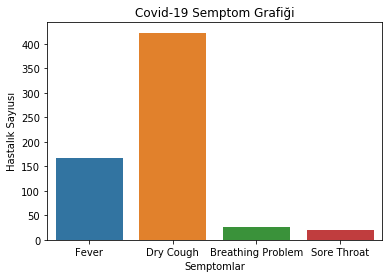 Covid-19 Semptom Grafiği
Hastalık Sayıusı
400
350
300
250
200
150
100
50
0
Fever Dry Cough Breathing Problem Sore Throat
Semptomlar